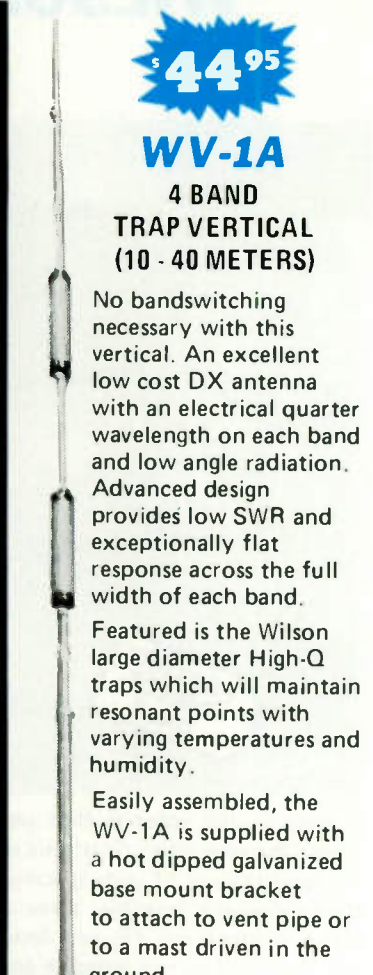 $44.95
WV-1A
4 BAND
TRAP VERTICAL
(10 - 40 METERS)
No bandswitching
necessary with this
vertical. An excellent
low cost DX antenna
with an electrical quarter
wavelength on each band
and low angle radiation.
Advanced design
provides low SWR and
exceptionally flat
response across the full
width of each band.
Featured is the Wilson
large diameter High-Q
traps which will maintain
resonant points with
varying temperatures and
humidity.
Easily assembled, the
WV-1A is supplied with
a hot dipped galvanized
base mount bracket
to attach to vent pipe or
to a mast driven in the
ground